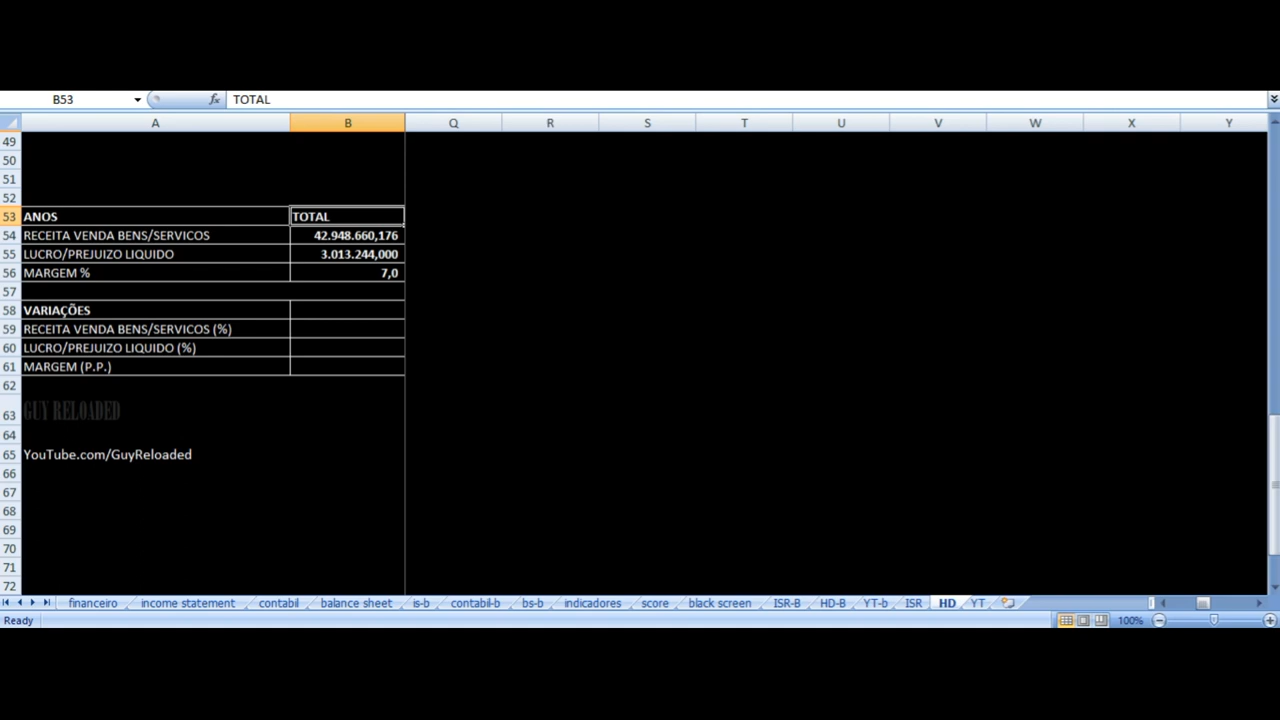 B53 fx TOTAL
A B Q R S T U V W X Y
49
50
51
52
53 ANOS TOTAL
54 RECEITA VENDA BENS/SERVICOS 42.948.660,176
55 LUCRO/PREJUIZO LIQUIDO 3.013.244,000
56 MARGEM % 7,0
57
58 VARIAÇÕES
59 RECEITA VENDA BENS/SERVICOS (%)
60 LUCRO/PREJUIZO LIQUIDO (%)
61 MARGEM (P.P.)
62
63 GUY RELOADED
64
65 YouTube.com/GuyReloaded
66
67
68
69
70
71
72
financeiro income statement contabil balance sheet is-b contabil-b bs-b indicadores score black screen ISR-B HD-B YT-b ISR HD YT
Ready 100%